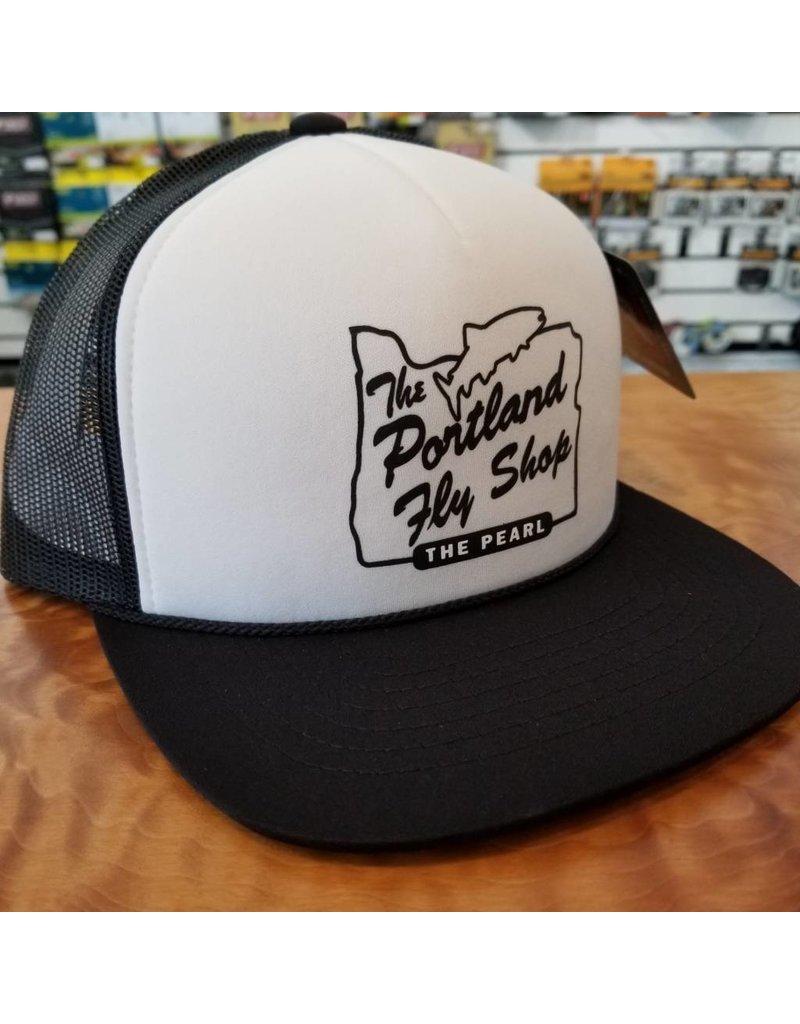 The
Portland
Fly Shop
THE PEARL